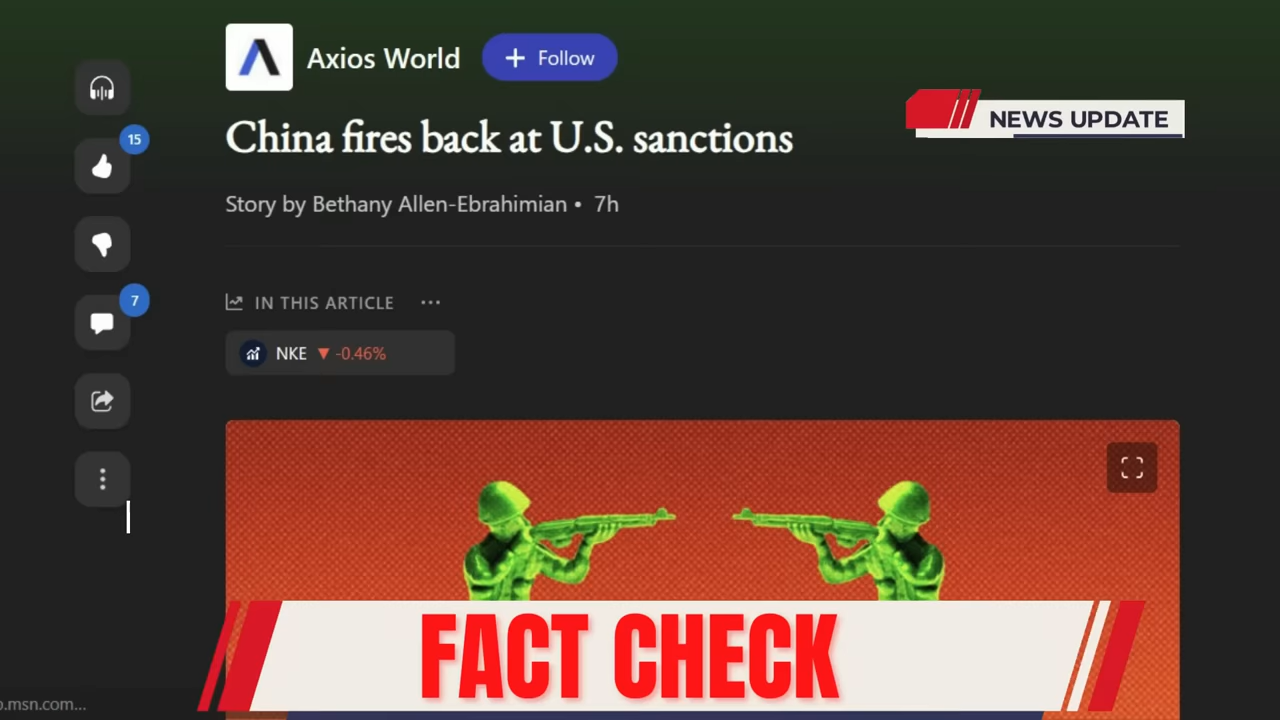 Axios World
+ Follow
NEWS UPDATE
15
China fires back at U.S. sanctions
Story by Bethany Allen-Ebrahimian • 7h
7
IN THIS ARTICLE ...
NKE ▼ -0.46%
FACT CHECK
.msn.com...